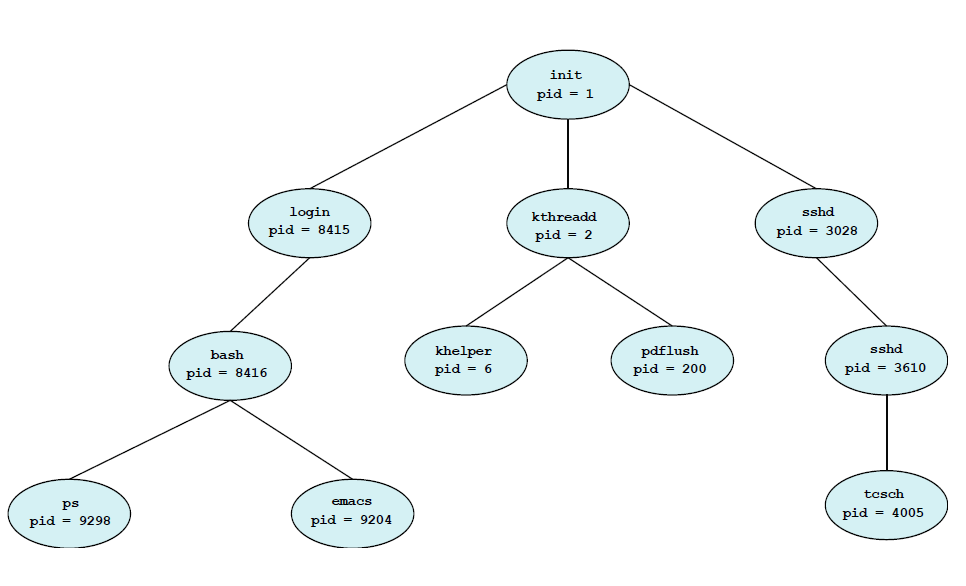 init
pid = 1
login
pid = 8415
kthreadd
pid = 2
sshd
pid = 3028
bash
pid = 8416
khelper
pid = 6
pdflush
pid = 200
sshd
pid = 3610
ps
pid = 9298
emacs
pid = 9204
tcsch
pid = 4005